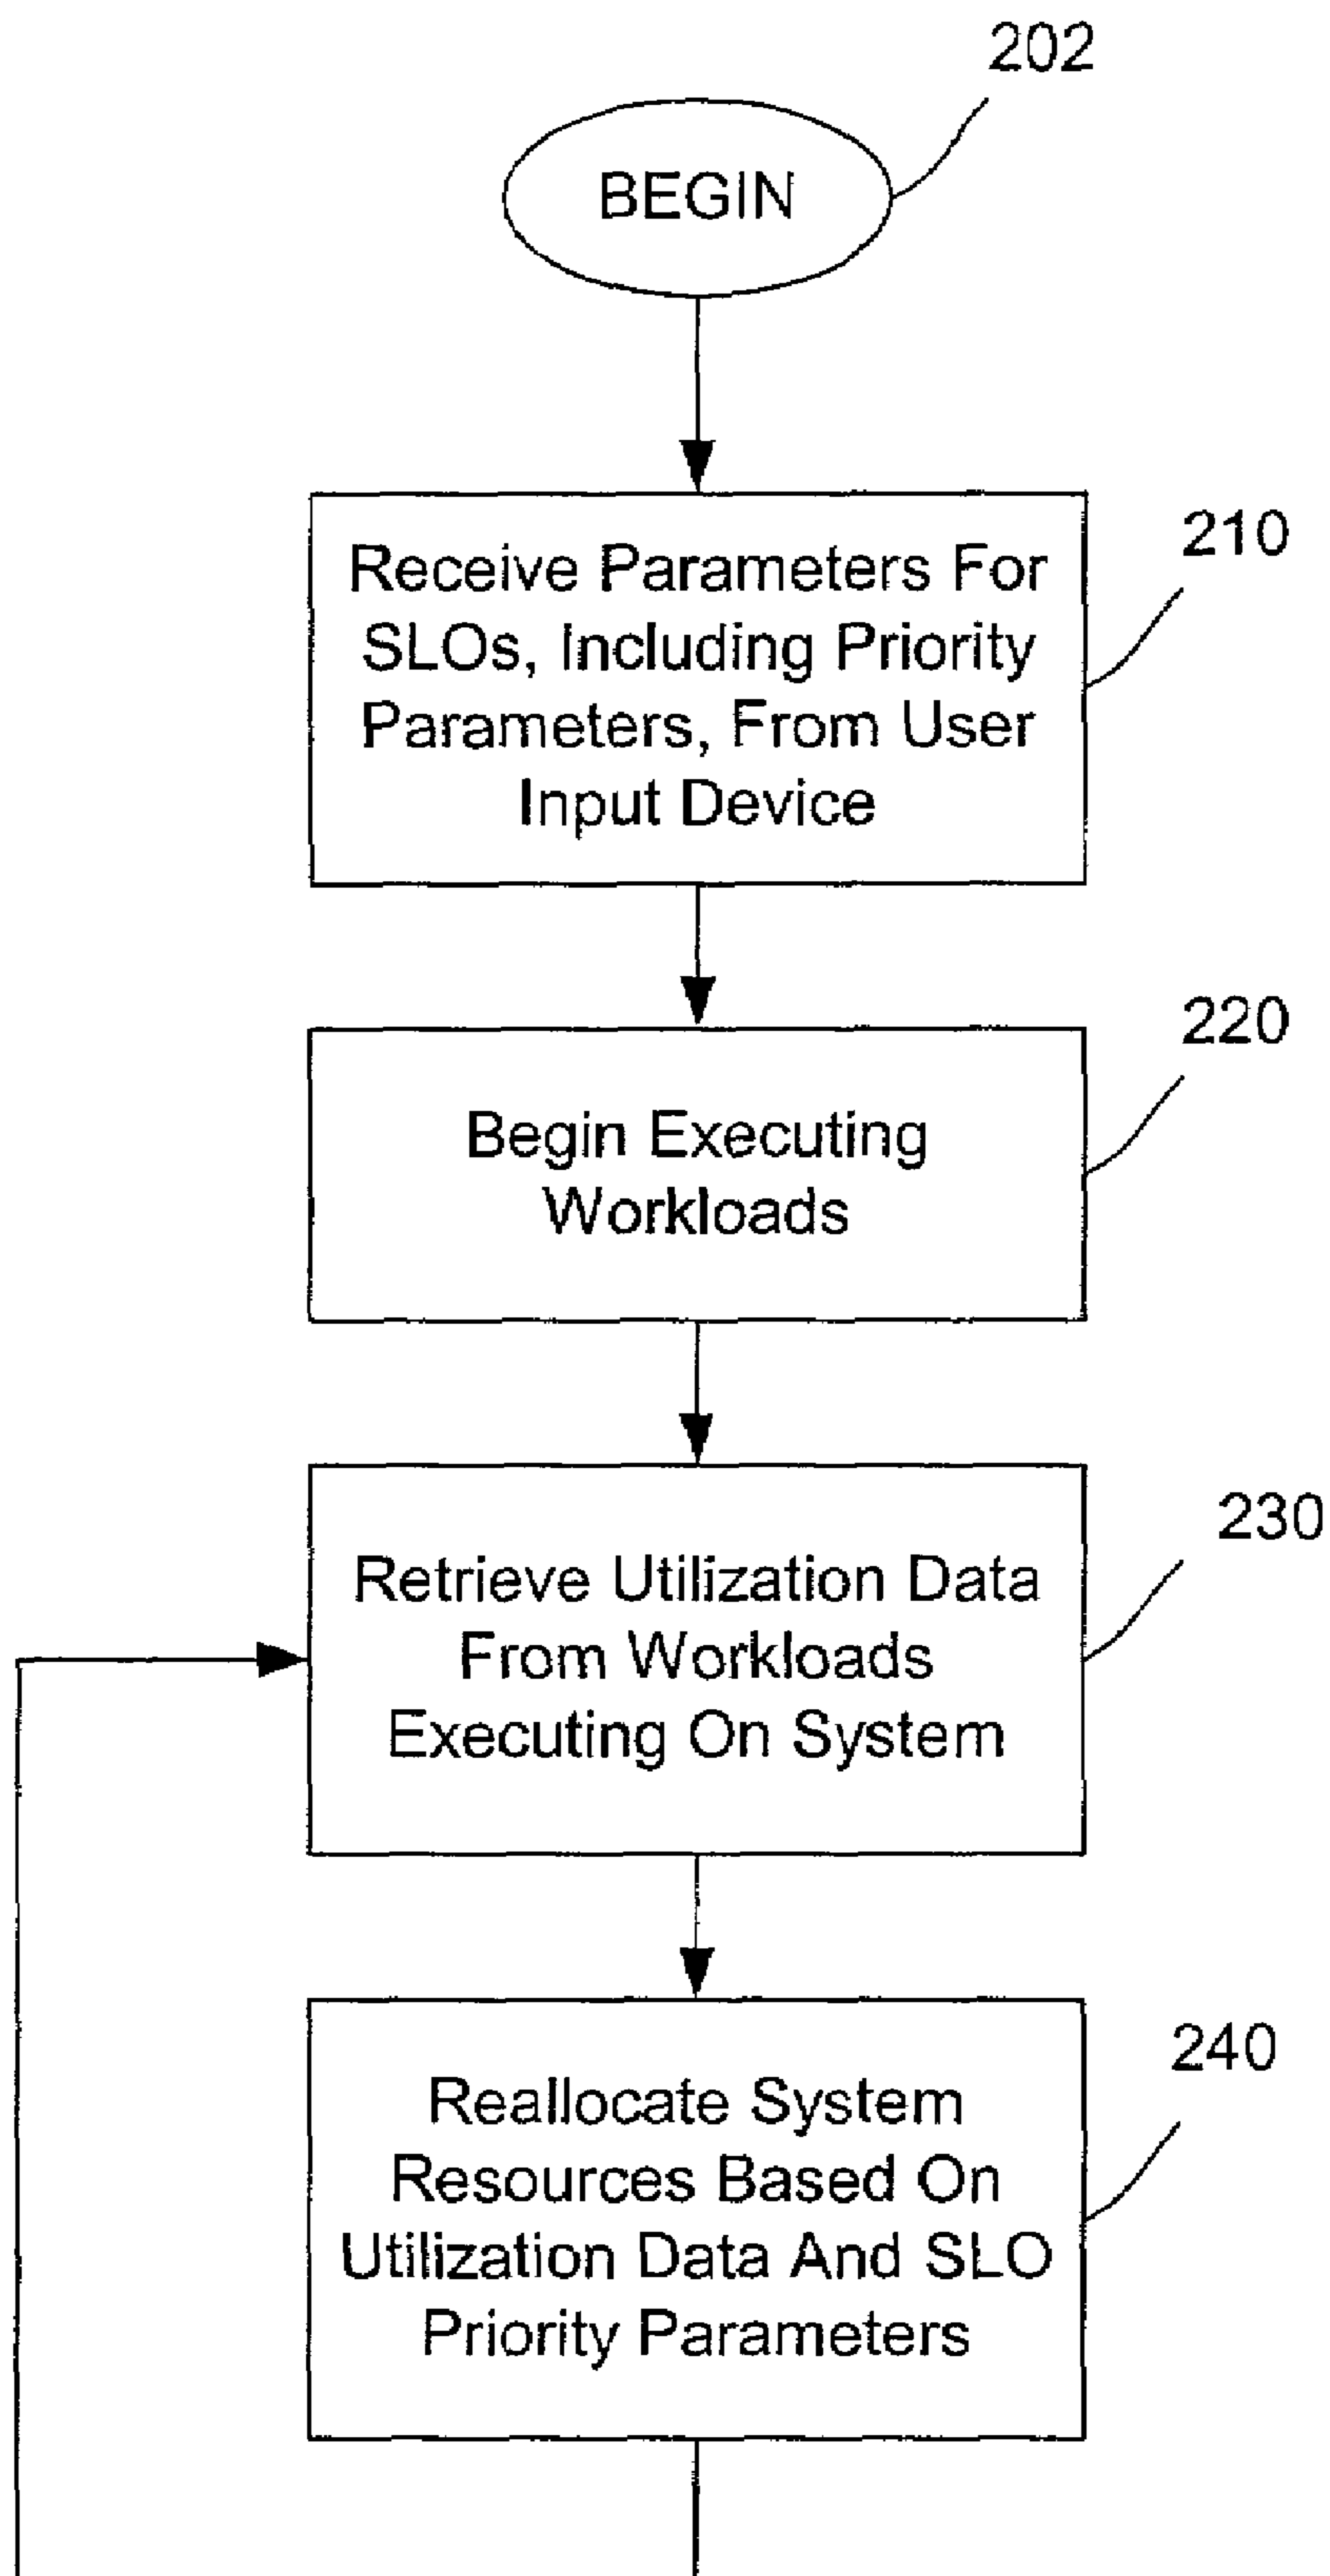 202
BEGIN
210
Receive Parameters For
SLOs, Including Priority
Parameters, From User
Input Device
220
Begin Executing
Workloads
230
Retrieve Utilization Data
From Workloads
Executing On System
240
Reallocate System
Resources Based On
Utilization Data And SLO
Priority Parameters